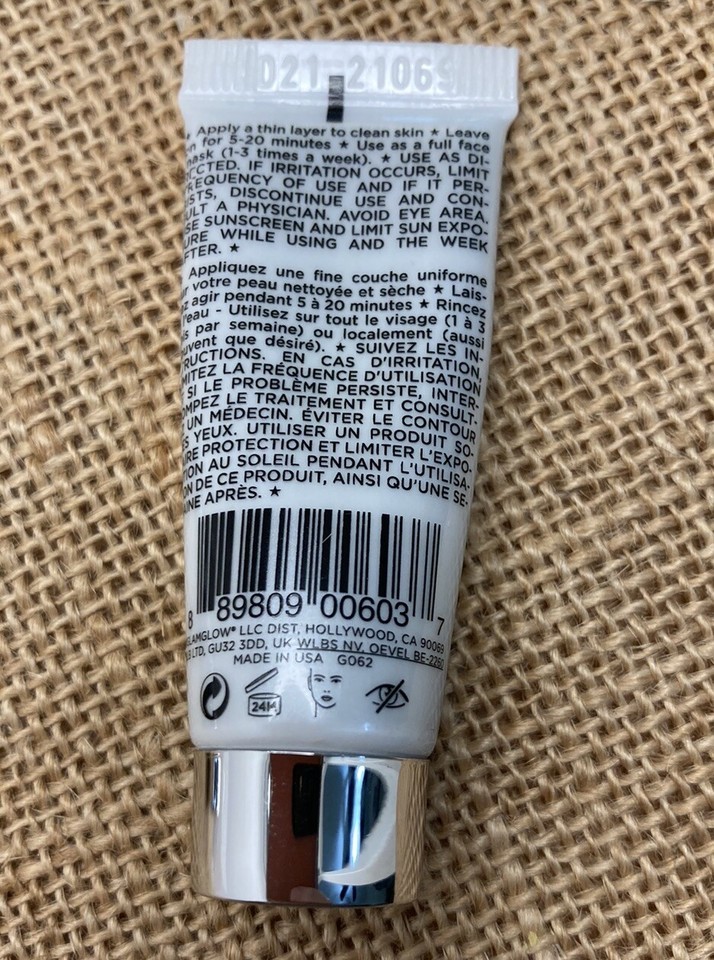 021 21069
★ Apply a thin layer to clean skin ★ Leave
on for 5-20 minutes ★ Use as a full face
mask (1-3 times a week). ★ USE AS DI-
RECTED. IF IRRITATION OCCURS, LIMIT
FREQUENCY OF USE AND IF IT PER-
SISTS, DISCONTINUE USE AND CON-
SULT A PHYSICIAN. AVOID EYE AREA.
USE SUNSCREEN AND LIMIT SUN EXPO-
SURE WHILE USING AND THE WEEK
AFTER. ★
Appliquez une fine couche uniforme
sur votre peau nettoyée et sèche ★ Lais-
sez agir pendant 5 à 20 minutes ★ Rincez
l'eau - Utilisez sur tout le visage (1 à 3
fois par semaine) ou localement (aussi
souvent que désiré). ★ SUIVEZ LES IN-
STRUCTIONS. EN CAS D'IRRITATION,
LIMITEZ LA FRÉQUENCE D'UTILISATION
SI LE PROBLÈME PERSISTE, INTER-
ROMPEZ LE TRAITEMENT ET CONSULT-
UN MÉDECIN. ÉVITER LE CONTOUR
DES YEUX. UTILISER UN PRODUIT SO-
LAIRE PROTECTION ET LIMITER L'EXPO-
SITION AU SOLEIL PENDANT L'UTILISA-
TION DE CE PRODUIT, AINSI QU'UNE SE-
MAINE APRÈS. ★
8 89809 00603 7
GLAMGLOW® LLC DIST, HOLLYWOOD, CA 90069
LTD, GU32 3DD, UK WLBS NV. OEVEL BE-2260
MADE IN USA G062
24M